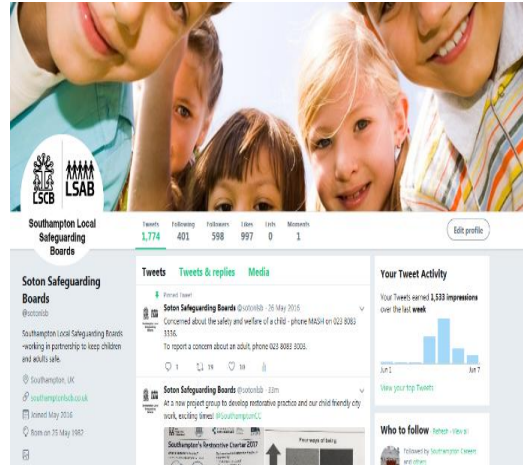 LSCB
LSAB
Southampton Local
Safeguarding
Boards
Tweets Following Followers Likes Lists Moments
1,774 401 598 997 0 1
Edit profile
Soton Safeguarding
Boards
@sotonlsb
Southampton Local Safeguarding Boards
-working in partnership to keep children
and adults safe.
Southampton, UK
southamptonlscb.co.uk
Joined May 2016
Born on 25 May 1982
Tweets Tweets & replies Media
Pinned Tweet
Soton Safeguarding Boards @sotonlsb · 26 May 2016
Concerned about the safety and welfare of a child - phone MASH on 023 8083
3336.
To report a concern about an adult, phone 023 8083 3003.
1 19 10
Soton Safeguarding Boards @sotonlsb · 33m
At a new project group to develop restorative practice and our child friendly city
work, exciting times! @SouthamptonCC
Southampton's Restorative Charter 2017
Four ways of being
Your Tweet Activity
Your Tweets earned 1,533 impressions
over the last week
Jun 1 Jun 7
View your top Tweets
Who to follow · Refresh · View all
Followed by Southampton Careers
and others